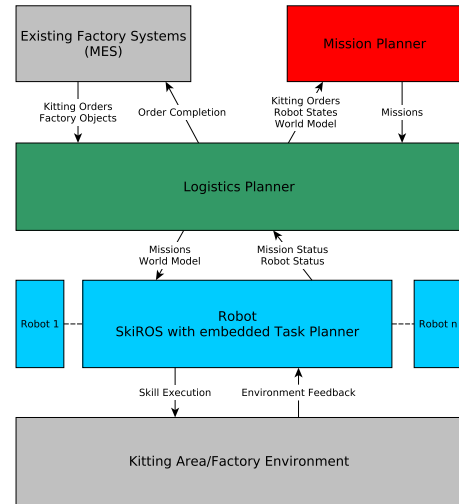 Existing Factory Systems
(MES)
Mission Planner
Kitting Orders
Factory Objects
Order Completion
Kitting Orders
Robot States
World Model
Missions
Logistics Planner
Missions
World Model
Mission Status
Robot Status
Robot 1
Robot
SkiROS with embedded Task Planner
Robot n
Skill Execution
Environment Feedback
Kitting Area/Factory Environment